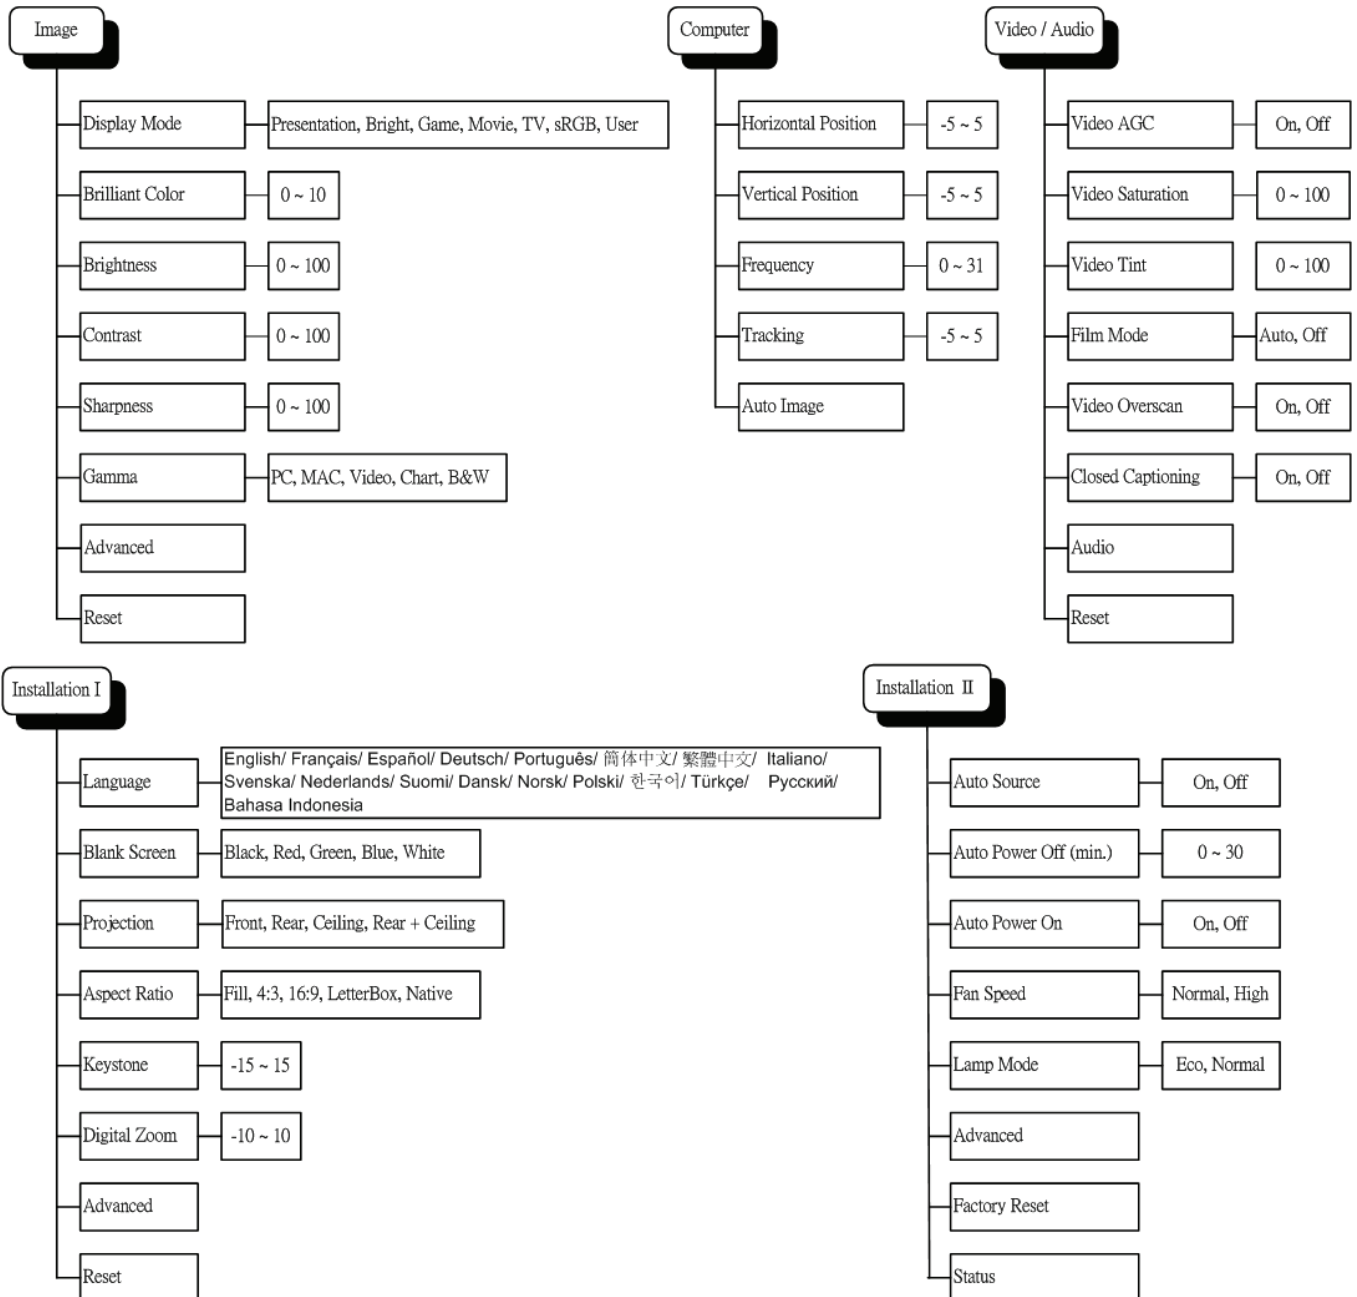 Image
Display Mode
Presentation, Bright, Game, Movie, TV, sRGB, User
Brilliant Color
0 ~ 10
Brightness
0 ~ 100
Contrast
0 ~ 100
Sharpness
0 ~ 100
Gamma
PC, MAC, Video, Chart, B&W
Advanced
Reset
Computer
Horizontal Position
-5 ~ 5
Vertical Position
-5 ~ 5
Frequency
0 ~ 31
Tracking
-5 ~ 5
Auto Image
Video / Audio
Video AGC
On, Off
Video Saturation
0 ~ 100
Video Tint
0 ~ 100
Film Mode
Auto, Off
Video Overscan
On, Off
Closed Captioning
On, Off
Audio
Reset
Installation I
Language
English/ Français/ Español/ Deutsch/ Português/ 简体中文/ 繁體中文/ Italiano/
Svenska/ Nederlands/ Suomi/ Dansk/ Norsk/ Polski/ 한국어/ Türkçe/ Русский/
Bahasa Indonesia
Blank Screen
Black, Red, Green, Blue, White
Projection
Front, Rear, Ceiling, Rear + Ceiling
Aspect Ratio
Fill, 4:3, 16:9, LetterBox, Native
Keystone
-15 ~ 15
Digital Zoom
-10 ~ 10
Advanced
Reset
Installation II
Auto Source
On, Off
Auto Power Off (min.)
0 ~ 30
Auto Power On
On, Off
Fan Speed
Normal, High
Lamp Mode
Eco, Normal
Advanced
Factory Reset
Status